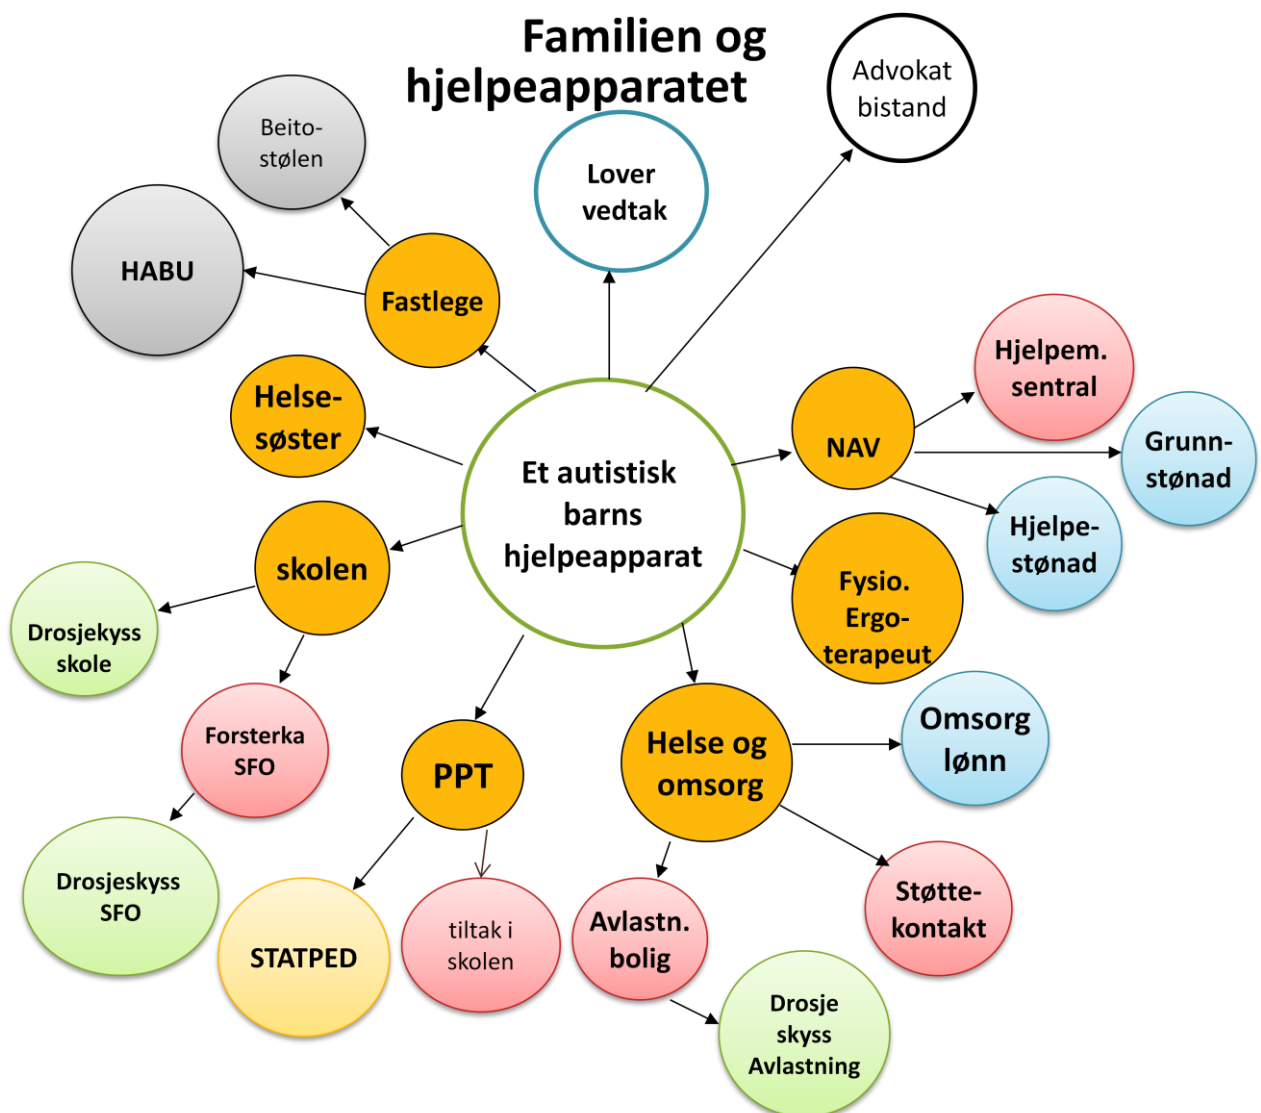 Familien og
hjelpeapparatet
Advokat
bistand
Beito-
stølen
Lover
vedtak
HABU
Fastlege
Hjelpem.
sentral
Helse-
søster
NAV
Grunn-
stønad
Et autistisk
barns
hjelpeapparat
Hjelpe-
stønad
skolen
Fysio.
Ergo-
terapeut
Drosjekyss
skole
Forsterka
SFO
PPT
Helse og
omsorg
Omsorg
lønn
Drosjeskyss
SFO
STATPED
tiltak i
skolen
Avlastn.
bolig
Støtte-
kontakt
Drosje
skyss
Avlastning